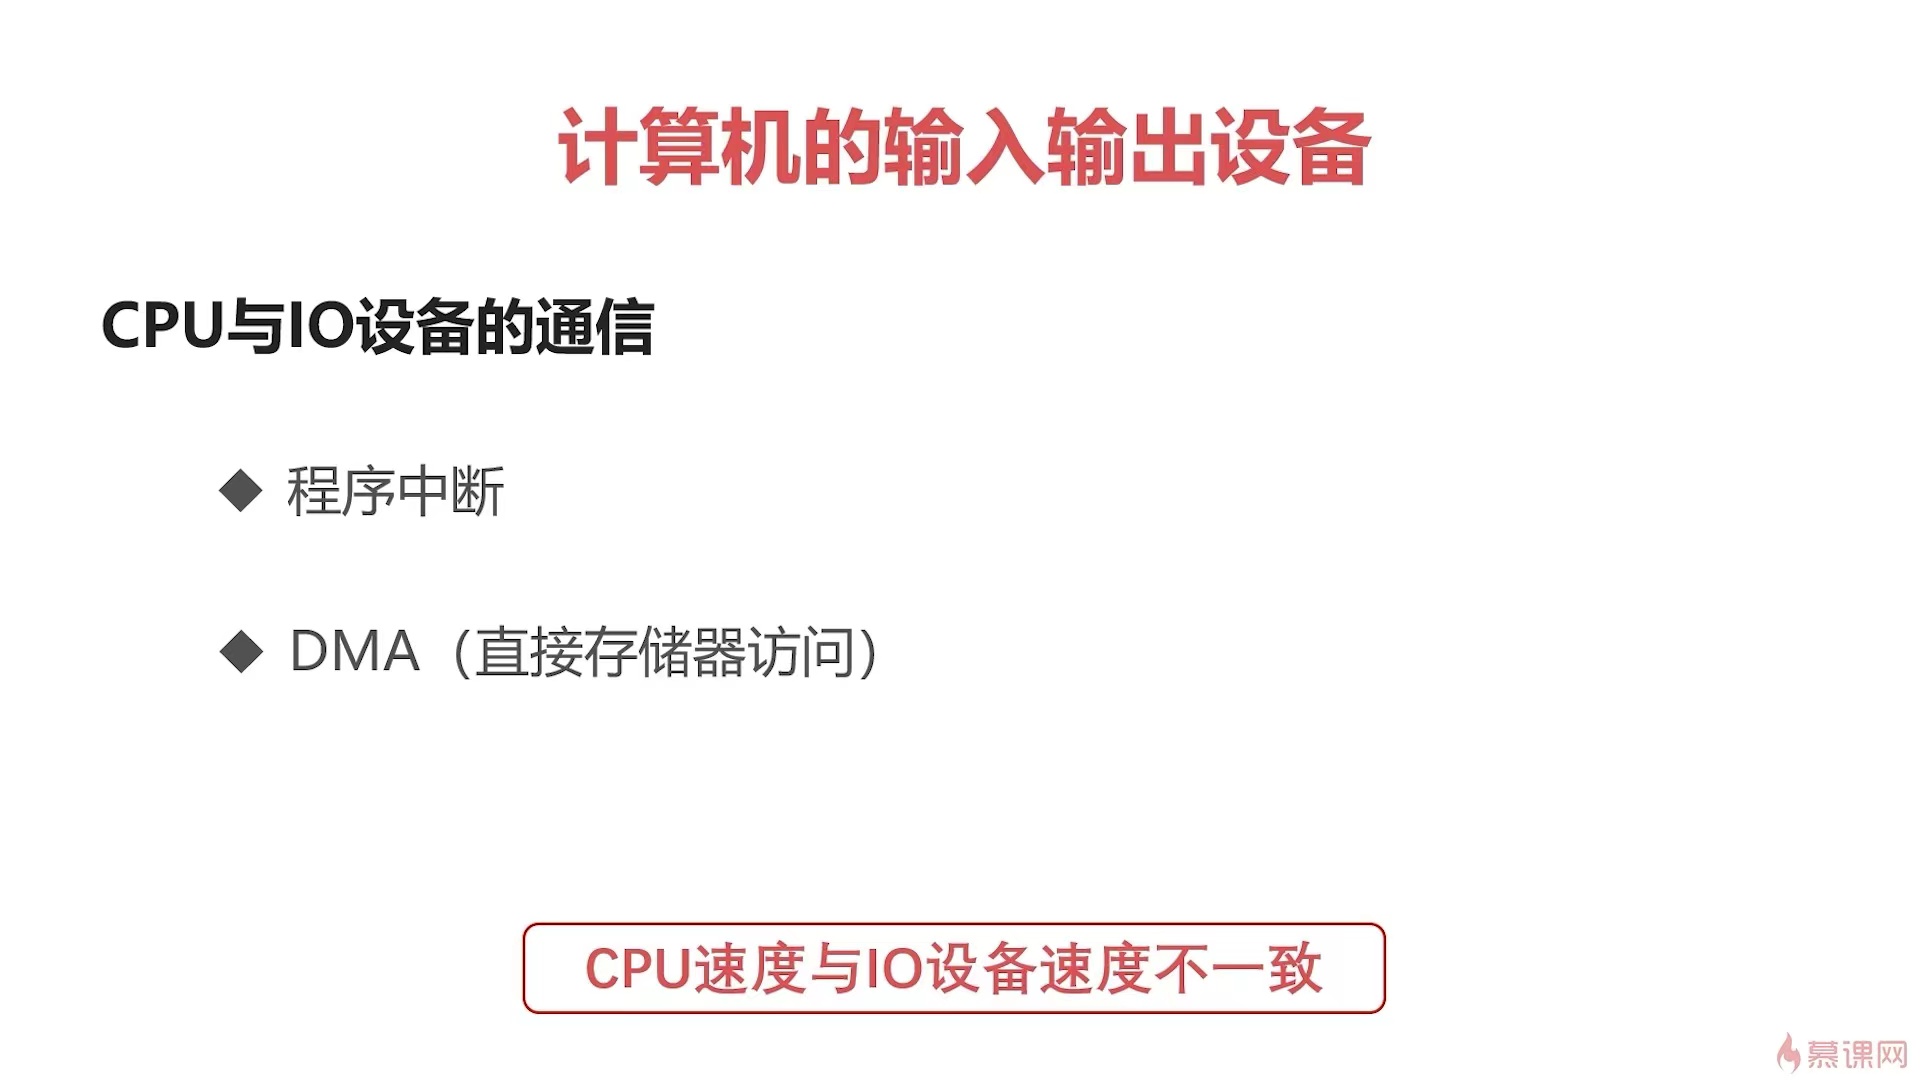 计算机的输入输出设备
CPU与IO设备的通信
◆ 程序中断
◆ DMA（直接存储器访问）
CPU速度与IO设备速度不一致
慕课网